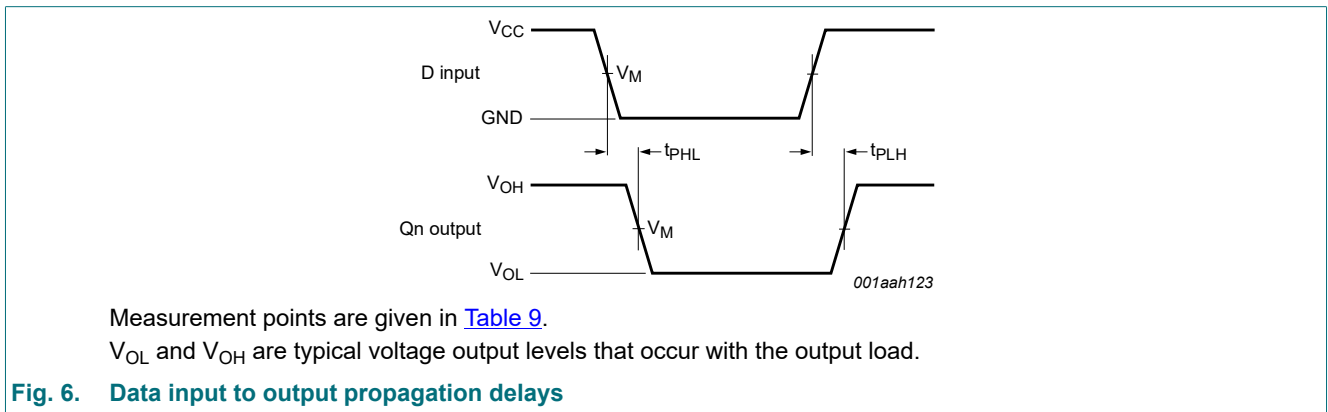 VCC
D input
VM
GND
tPHL
tPLH
VOH
Qn output
VM
VOL
001aah123
Measurement points are given in Table 9.
VOL and VOH are typical voltage output levels that occur with the output load.
Fig. 6. Data input to output propagation delays